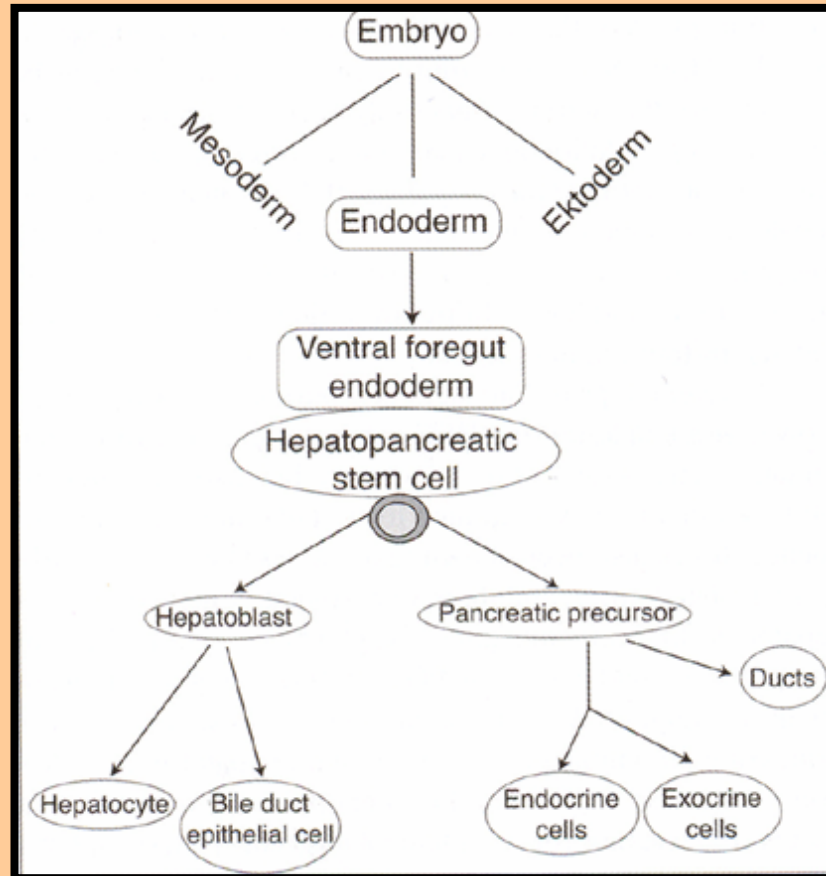 Embryo
Mesoderm
Endoderm
Ektoderm
Ventral foregut
endoderm
Hepatopancreatic
stem cell
Hepatoblast
Pancreatic precursor
Ducts
Hepatocyte
Bile duct
epithelial cell
Endocrine
cells
Exocrine
cells